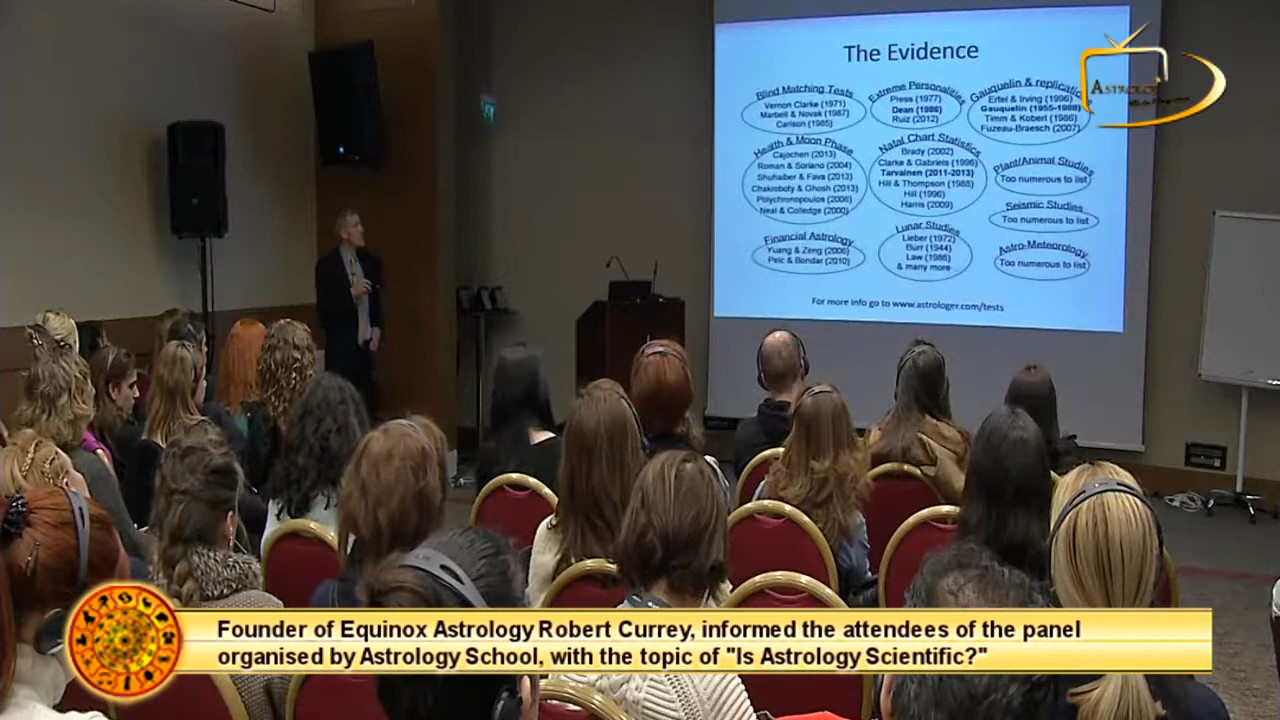 The Evidence
Blind Matching Tests
Vernon Clarke (1971)
Marbell & Novak (1987)
Carlson (1985)
Extreme Personalities
Press (1977)
Dean (1986)
Ruiz (2012)
Gauquelin & replication
Ertel & Irving (1996)
Gauquelin (1955-1988)
Timm & Koberl (1986)
Fuzeau-Braesch (2007)
Health & Moon Phase
Cajochen (2013)
Roman & Soriano (2004)
Shuhaiber & Fava (2013)
Chakroboty & Ghosh (2013)
Polychronopoulos (2006)
Neal & Colledge (2000)
Natal Chart Statistics
Brady (2002)
Clarke & Gabriels (1996)
Tarvainen (2011-2013)
Hill & Thompson (1988)
Hill (1996)
Harris (2009)
Plant/Animal Studies
Too numerous to list
Seismic Studies
Too numerous to list
Financial Astrology
Yuang & Zeng (2006)
Peic & Bondar (2010)
Lunar Studies
Lieber (1972)
Burr (1944)
Law (1986)
& many more
Astro-Meteorology
Too numerous to list
For more info go to www.astrologer.com/tests
Founder of Equinox Astrology Robert Currey, informed the attendees of the panel
organised by Astrology School, with the topic of "Is Astrology Scientific?"